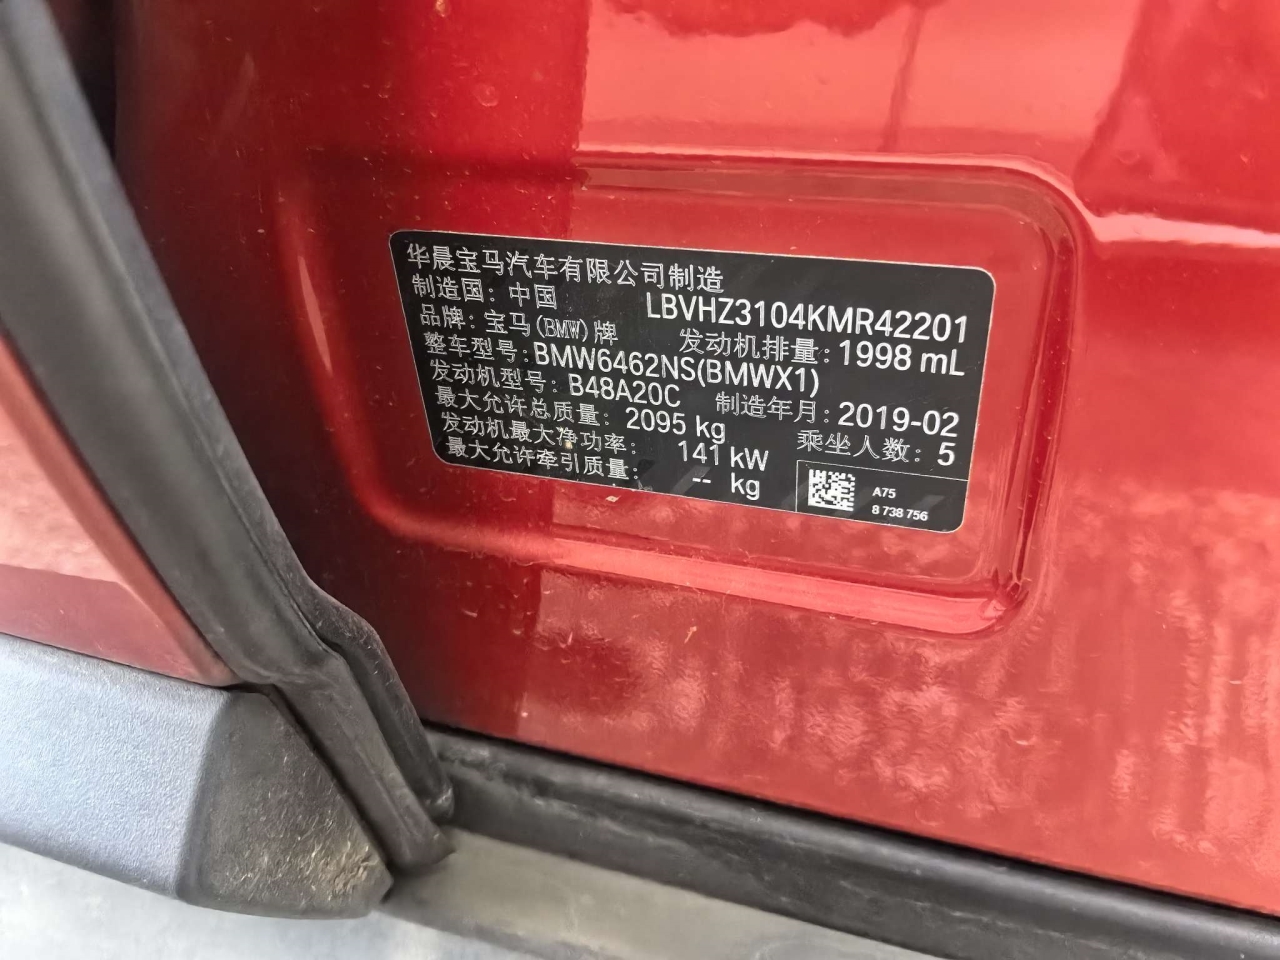 华晨宝马汽车有限公司制造
制造国: 中国 LBVHZ3104KMR42201
品牌: 宝马(BMW)牌 发动机排量: 1998 mL
整车型号: BMW6462NS(BMWX1)
发动机型号: B48A20C 制造年月: 2019-02
最大允许总质量: 2095 kg 乘坐人数: 5
发动机最大净功率: 141 kW
最大允许牵引质量: -- kg
A75
8 738 756